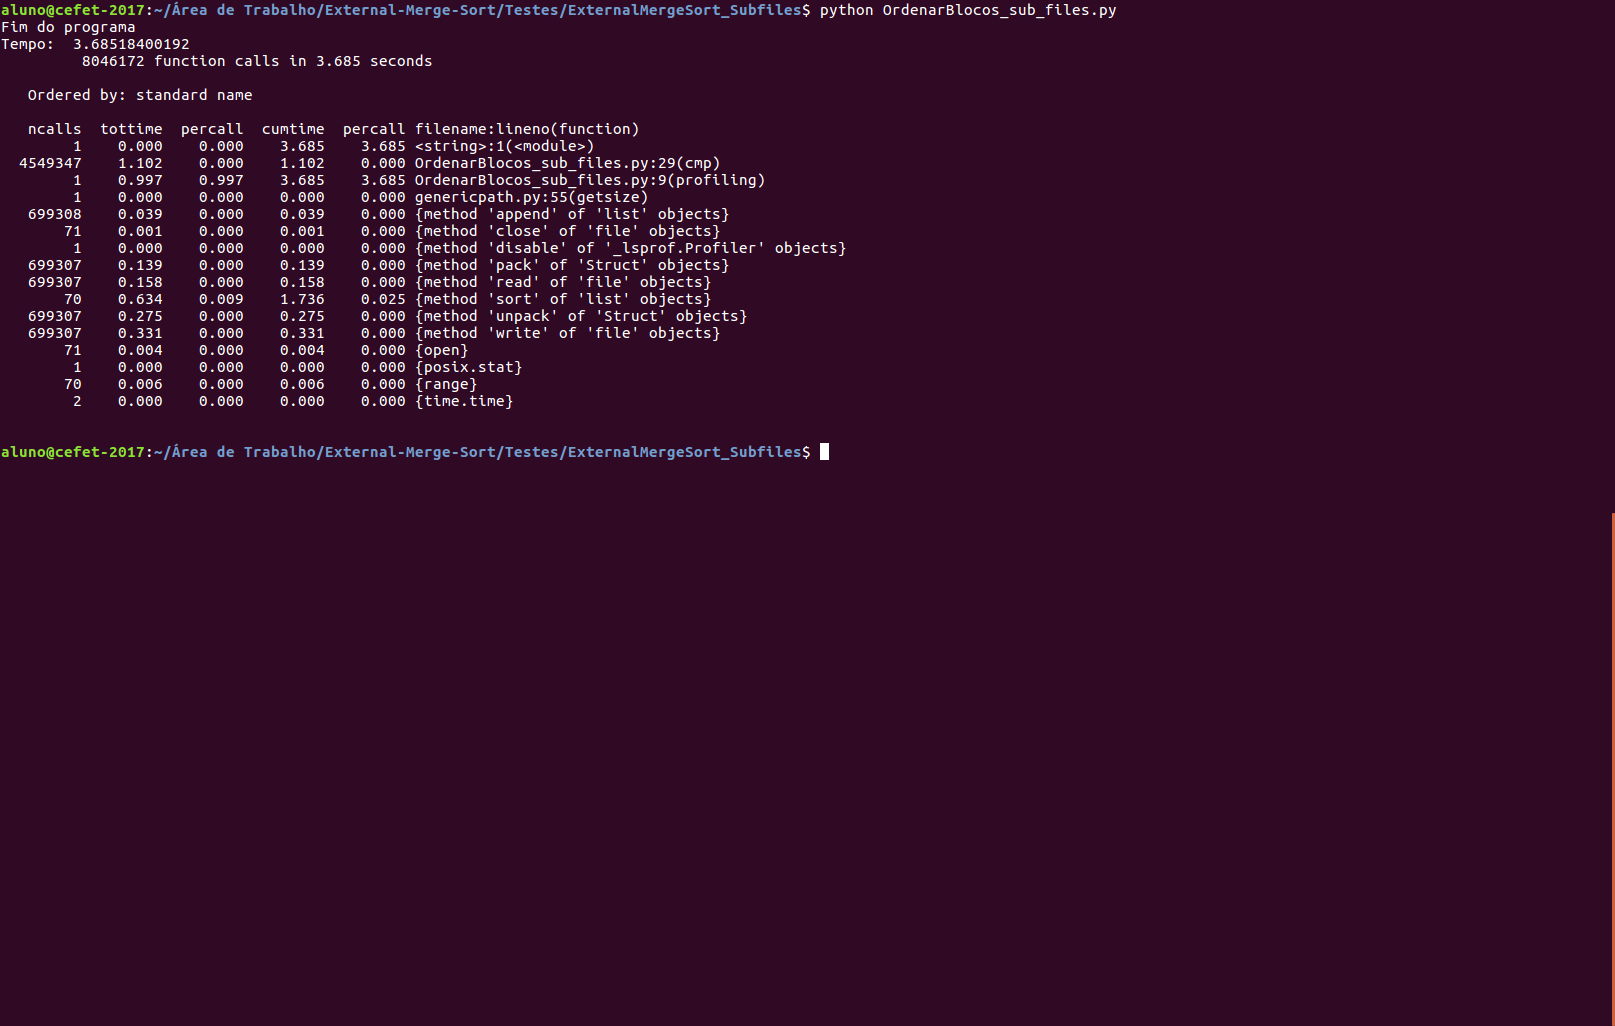 aluno@cefet-2017:~/Área de Trabalho/External-Merge-Sort/Testes/ExternalMergeSort_Subfiles$ python OrdenarBlocos_sub_files.py
Fim do programa
Tempo:  3.68518400192
         8046172 function calls in 3.685 seconds
   Ordered by: standard name
   ncalls  tottime  percall  cumtime  percall filename:lineno(function)
        1    0.000    0.000    3.685    3.685 <string>:1(<module>)
  4549347    1.102    0.000    1.102    0.000 OrdenarBlocos_sub_files.py:29(cmp)
        1    0.997    0.997    3.685    3.685 OrdenarBlocos_sub_files.py:9(profiling)
        1    0.000    0.000    0.000    0.000 genericpath.py:55(getsize)
   699308    0.039    0.000    0.039    0.000 {method 'append' of 'list' objects}
       71    0.001    0.000    0.001    0.000 {method 'close' of 'file' objects}
        1    0.000    0.000    0.000    0.000 {method 'disable' of '_lsprof.Profiler' objects}
   699307    0.139    0.000    0.139    0.000 {method 'pack' of 'Struct' objects}
   699307    0.158    0.000    0.158    0.000 {method 'read' of 'file' objects}
       70    0.634    0.009    1.736    0.025 {method 'sort' of 'list' objects}
   699307    0.275    0.000    0.275    0.000 {method 'unpack' of 'Struct' objects}
   699307    0.331    0.000    0.331    0.000 {method 'write' of 'file' objects}
       71    0.004    0.000    0.004    0.000 {open}
        1    0.000    0.000    0.000    0.000 {posix.stat}
       70    0.006    0.000    0.006    0.000 {range}
        2    0.000    0.000    0.000    0.000 {time.time}
aluno@cefet-2017:~/Área de Trabalho/External-Merge-Sort/Testes/ExternalMergeSort_Subfiles$